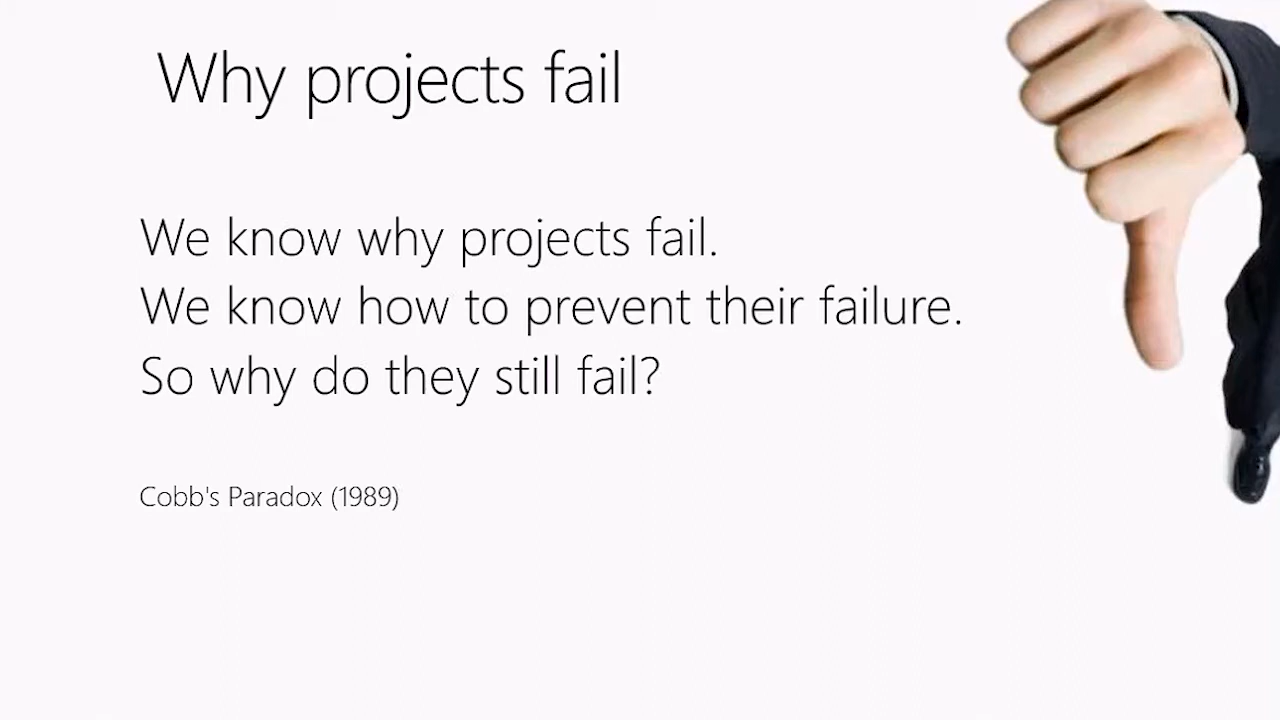 Why projects fail
We know why projects fail.
We know how to prevent their failure.
So why do they still fail?
Cobb's Paradox (1989)